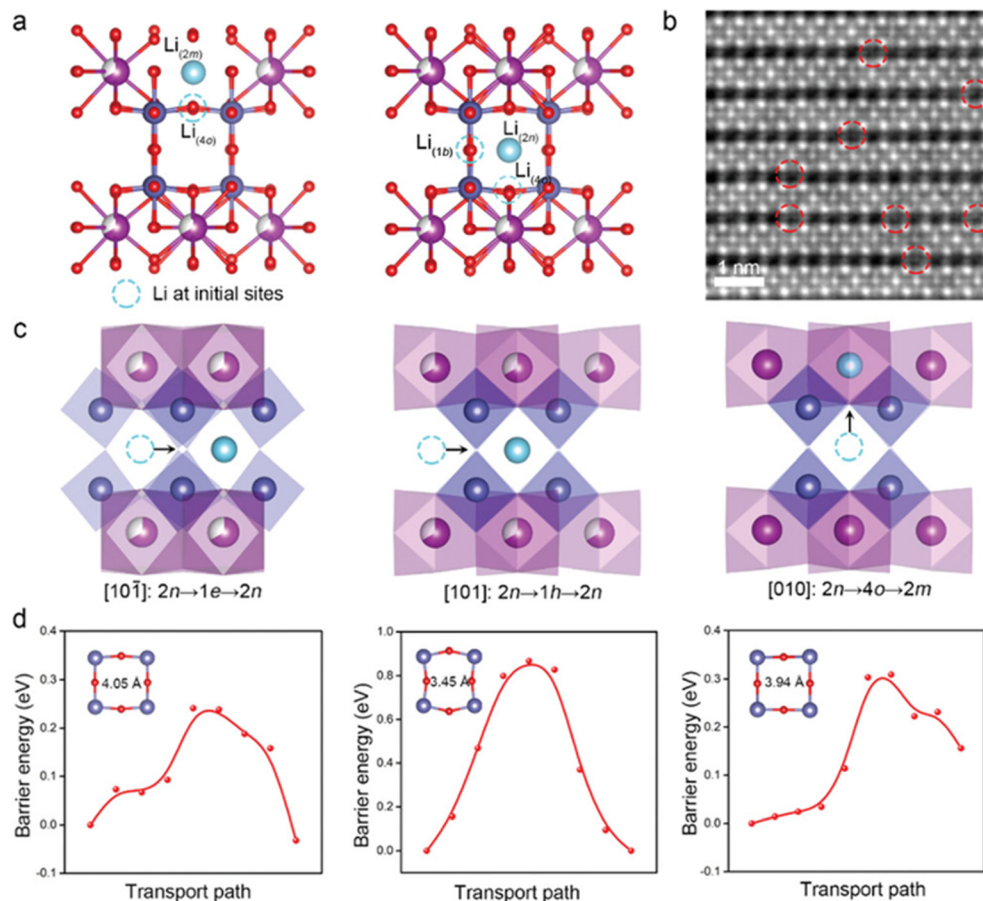 a
b
Li(2m)
Li(4o)
Li(1b)
Li(2n)
Li(4o)
Li at initial sites
1 nm
c
[101̄]: 2n→1e→2n
[101]: 2n→1h→2n
[010]: 2n→4o→2m
d
Barrier energy (eV)
0.4
0.3
0.2
0.1
0.0
-0.1
4.05 Å
Transport path
Barrier energy (eV)
1.0
0.8
0.6
0.4
0.2
0.0
3.45 Å
Transport path
Barrier energy (eV)
0.4
0.3
0.2
0.1
0.0
-0.1
3.94 Å
Transport path